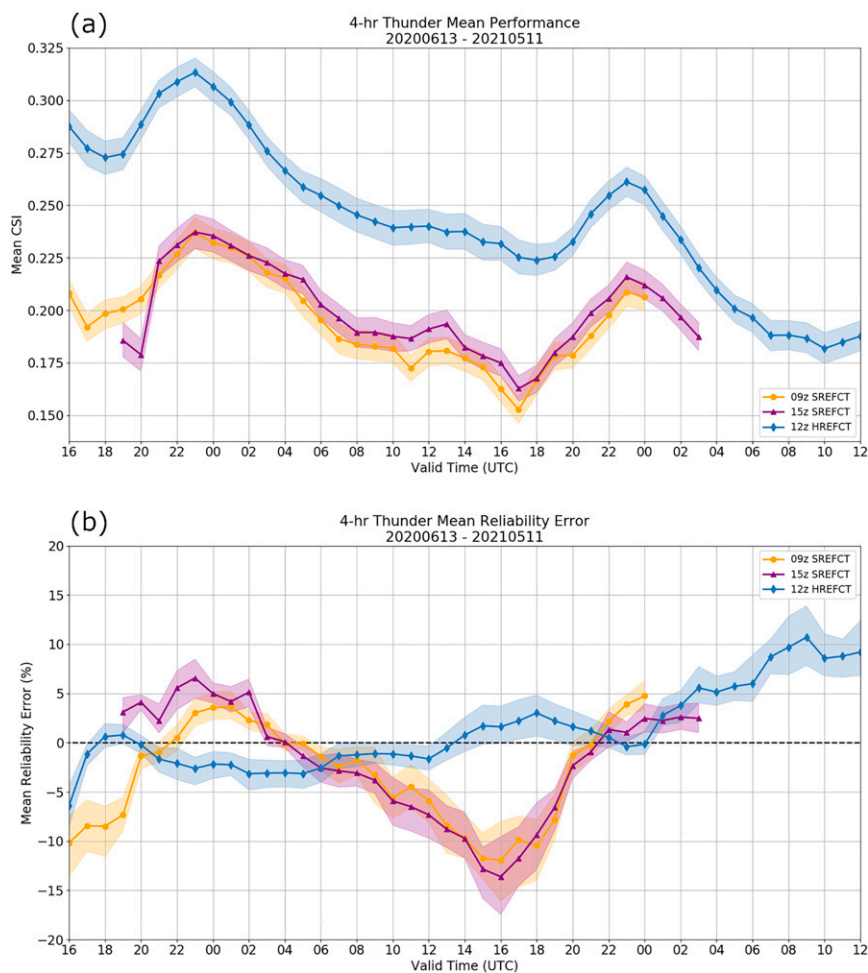 (a)
4-hr Thunder Mean Performance
20200613 - 20210511
0.325
0.300
0.275
0.250
0.225
0.200
0.175
0.150
Mean CSI
09z SREFCT
15z SREFCT
12z HREFCT
16 18 20 22 00 02 04 06 08 10 12 14 16 18 20 22 00 02 04 06 08 10 12
Valid Time (UTC)
(b)
4-hr Thunder Mean Reliability Error
20200613 - 20210511
20
15
10
5
0
−5
−10
−15
−20
Mean Reliability Error (%)
09z SREFCT
15z SREFCT
12z HREFCT
16 18 20 22 00 02 04 06 08 10 12 14 16 18 20 22 00 02 04 06 08 10 12
Valid Time (UTC)